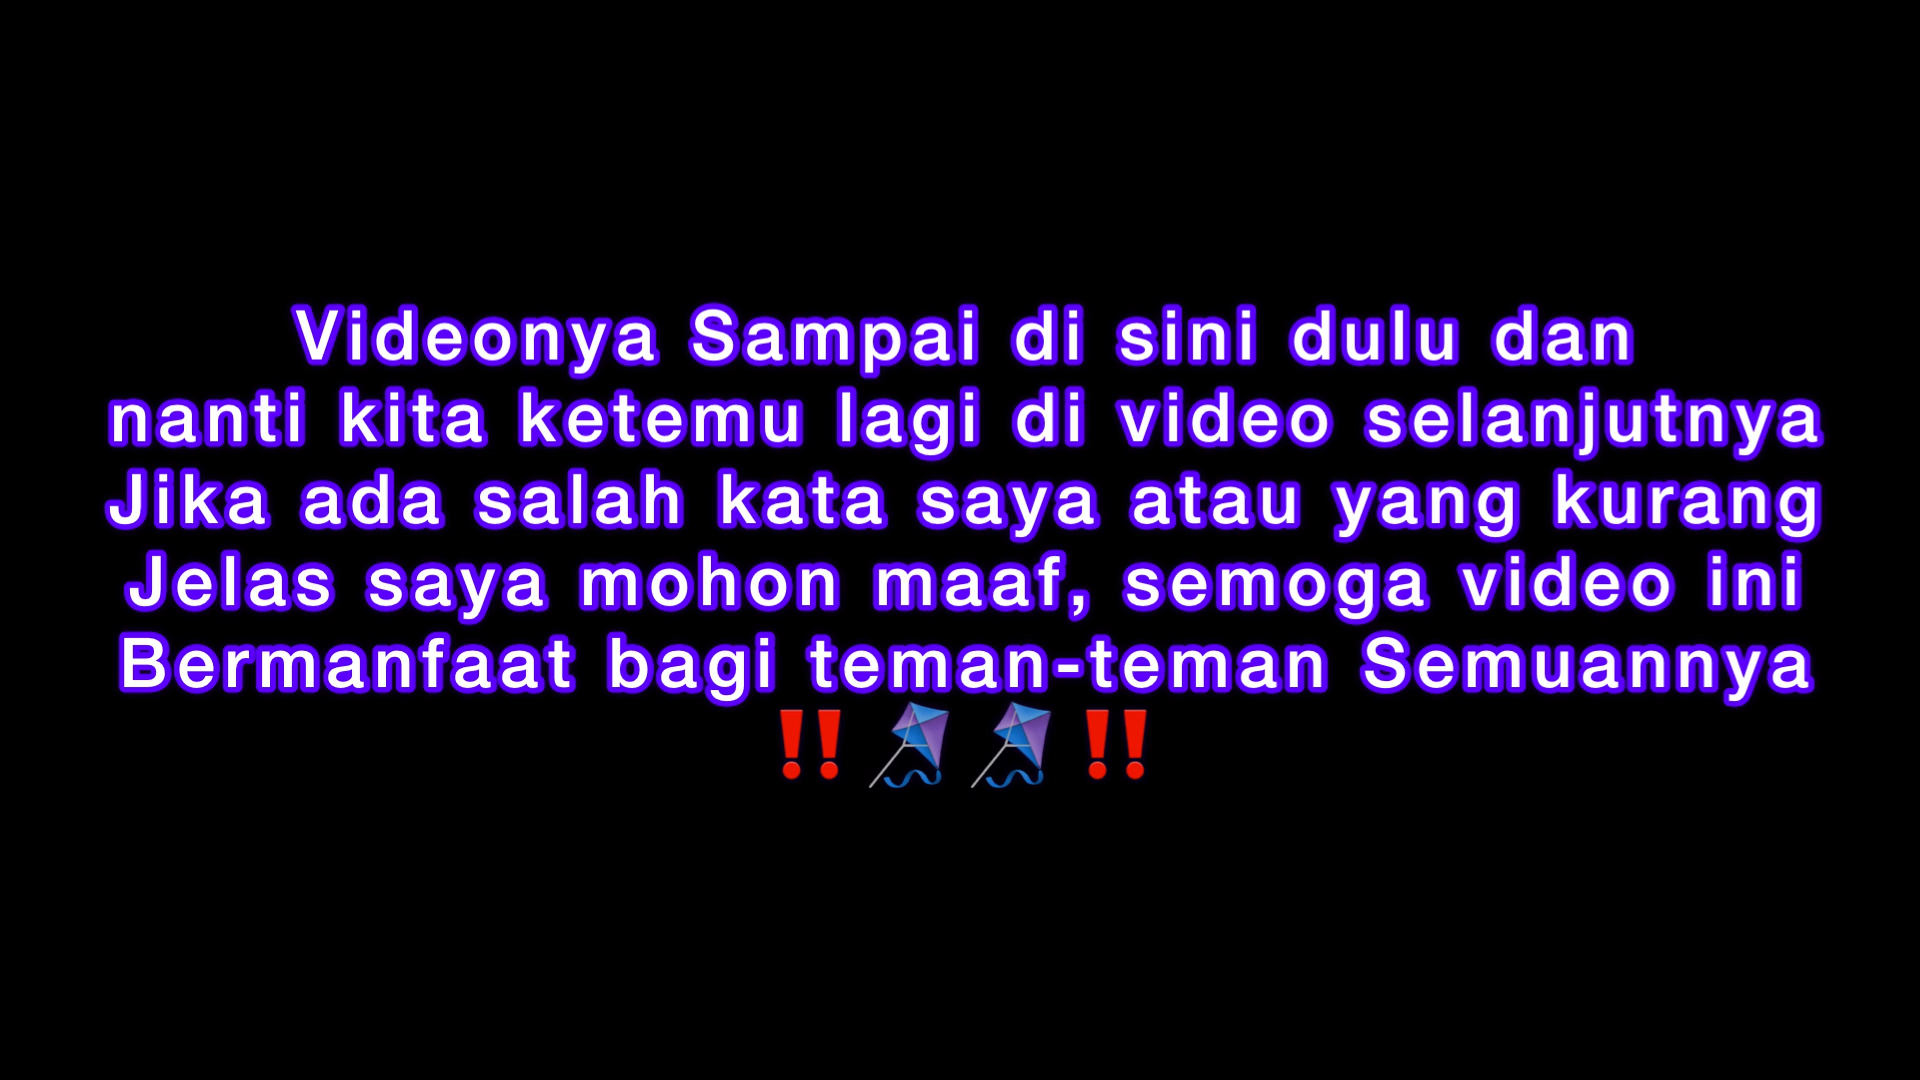 Videonya Sampai di sini dulu dan
nanti kita ketemu lagi di video selanjutnya
Jika ada salah kata saya atau yang kurang
Jelas saya mohon maaf, semoga video ini
Bermanfaat bagi teman-teman Semuannya
‼️🪁🪁‼️